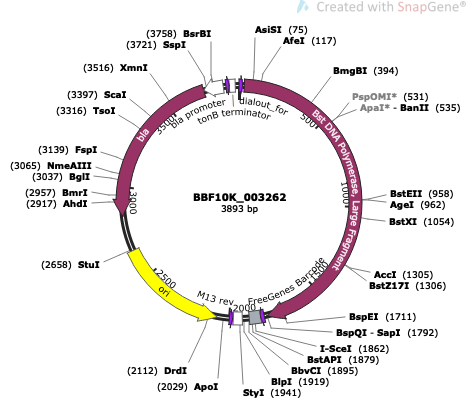 Created with SnapGene®
(3758) BsrBI
(3721) SspI
(3516) XmnI
(3397) ScaI
(3316) TsoI
(3139) FspI
(3065) NmeAIII
(3037) BglI
(2957) BmrI
(2917) AhdI
(2658) StuI
(2112) DrdI
(2029) ApoI
AsiSI (75)
AfeI (117)
BmgBI (394)
PspOMI* (531)
ApaI* - BanII (535)
BstEII (958)
AgeI (962)
BstXI (1054)
AccI (1305)
BstZ17I (1306)
BspEI (1711)
BspQI - SapI (1792)
I-SceI (1862)
BstAPI (1879)
BbvCI (1895)
BlpI (1919)
StyI (1941)
bla promoter
tonB terminator
dialout_for
bla
Bst DNA Polymerase, Large Fragment
BBF10K_003262
3893 bp
500
1000
1500
2000
2500
3000
3500
FreeGenes Barcode
M13 rev
ori